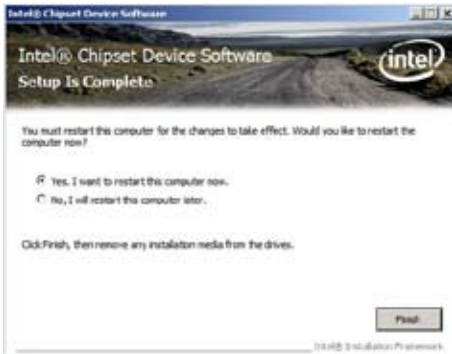 Intel® Chipset Device Software
Intel® Chipset Device Software
intel
Setup Is Complete
You must restart this computer for the changes to take effect. Would you like to restart the
computer now?
Yes, I want to restart this computer now.
No, I will restart this computer later.
Click Finish, then remove any installation media from the drives.
Finish
Intel® Installation Framework